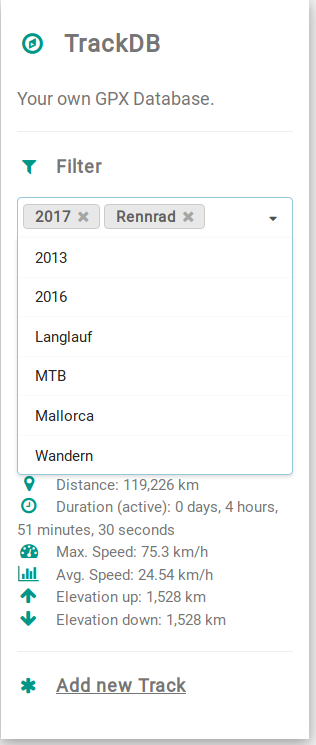 TrackDB
Your own GPX Database.
Filter
2017 ✖ Rennrad ✖
2013
2016
Langlauf
MTB
Mallorca
Wandern
Distance: 119,226 km
Duration (active): 0 days, 4 hours,
51 minutes, 30 seconds
Max. Speed: 75.3 km/h
Avg. Speed: 24.54 km/h
Elevation up: 1,528 km
Elevation down: 1,528 km
Add new Track